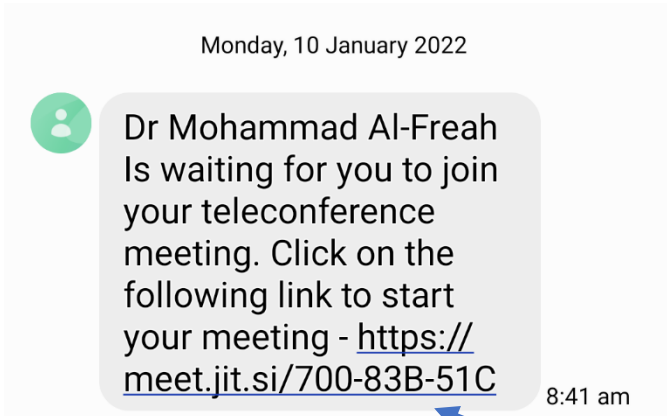 Monday, 10 January 2022
Dr Mohammad Al-Freah
Is waiting for you to join
your teleconference
meeting. Click on the
following link to start
your meeting - https://
meet.jit.si/700-83B-51C
8:41 am